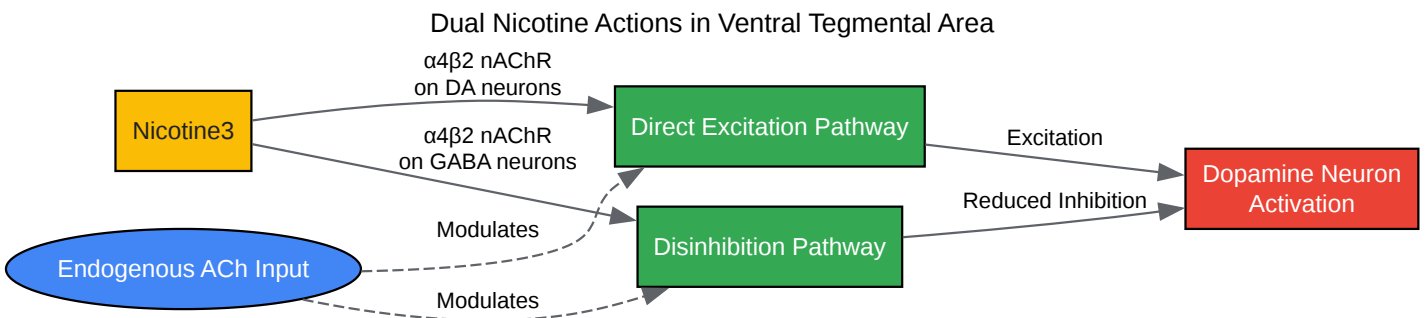 Dual Nicotine Actions in Ventral Tegmental Area
α4β2 nAChR
on DA neurons
Nicotine3
Direct Excitation Pathway
α4β2 nAChR
on GABA neurons
Excitation
Dopamine Neuron
Activation
Reduced Inhibition
Modulates
Disinhibition Pathway
Endogenous ACh Input
Modulates